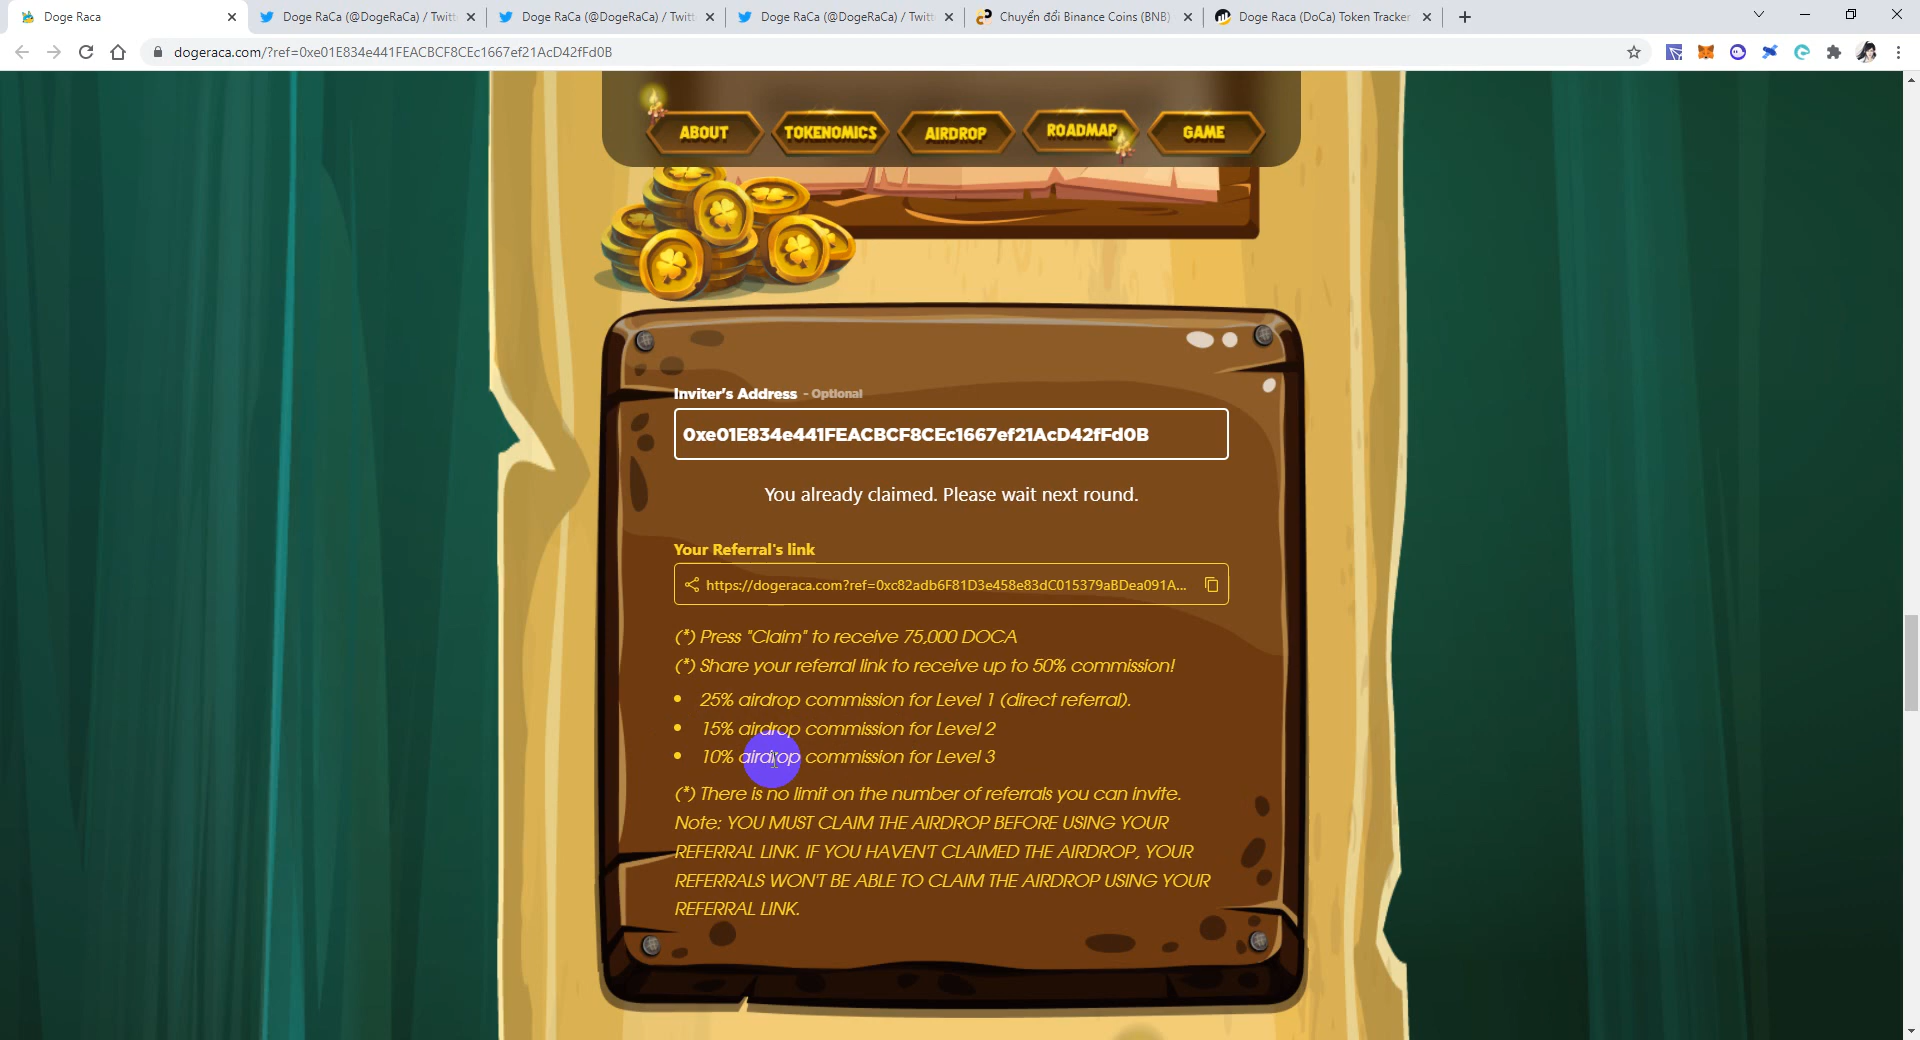 Doge Raca
Doge RaCa (@DogeRaCa) / Twitt
Doge RaCa (@DogeRaCa) / Twitt
Doge RaCa (@DogeRaCa) / Twitt
Chuyển đổi Binance Coins (BNB)
Doge Raca (DoCa) Token Tracker
dogeraca.com/?ref=0xe01E834e441FEACBCF8CEc1667ef21AcD42fFd0B
ABOUT
TOKENOMICS
AIRDROP
ROADMAP
GAME
Inviter's Address - Optional
0xe01E834e441FEACBCF8CEc1667ef21AcD42fFd0B
You already claimed. Please wait next round.
Your Referral's link
https://dogeraca.com?ref=0xc82adb6F81D3e458e83dC015379aBDea091A...
(*) Press "Claim" to receive 75,000 DOCA
(*) Share your referral link to receive up to 50% commission!
• 25% airdrop commission for Level 1 (direct referral).
• 15% airdrop commission for Level 2
• 10% airdrop commission for Level 3
(*) There is no limit on the number of referrals you can invite.
Note: YOU MUST CLAIM THE AIRDROP BEFORE USING YOUR
REFERRAL LINK. IF YOU HAVEN'T CLAIMED THE AIRDROP, YOUR
REFERRALS WON'T BE ABLE TO CLAIM THE AIRDROP USING YOUR
REFERRAL LINK.